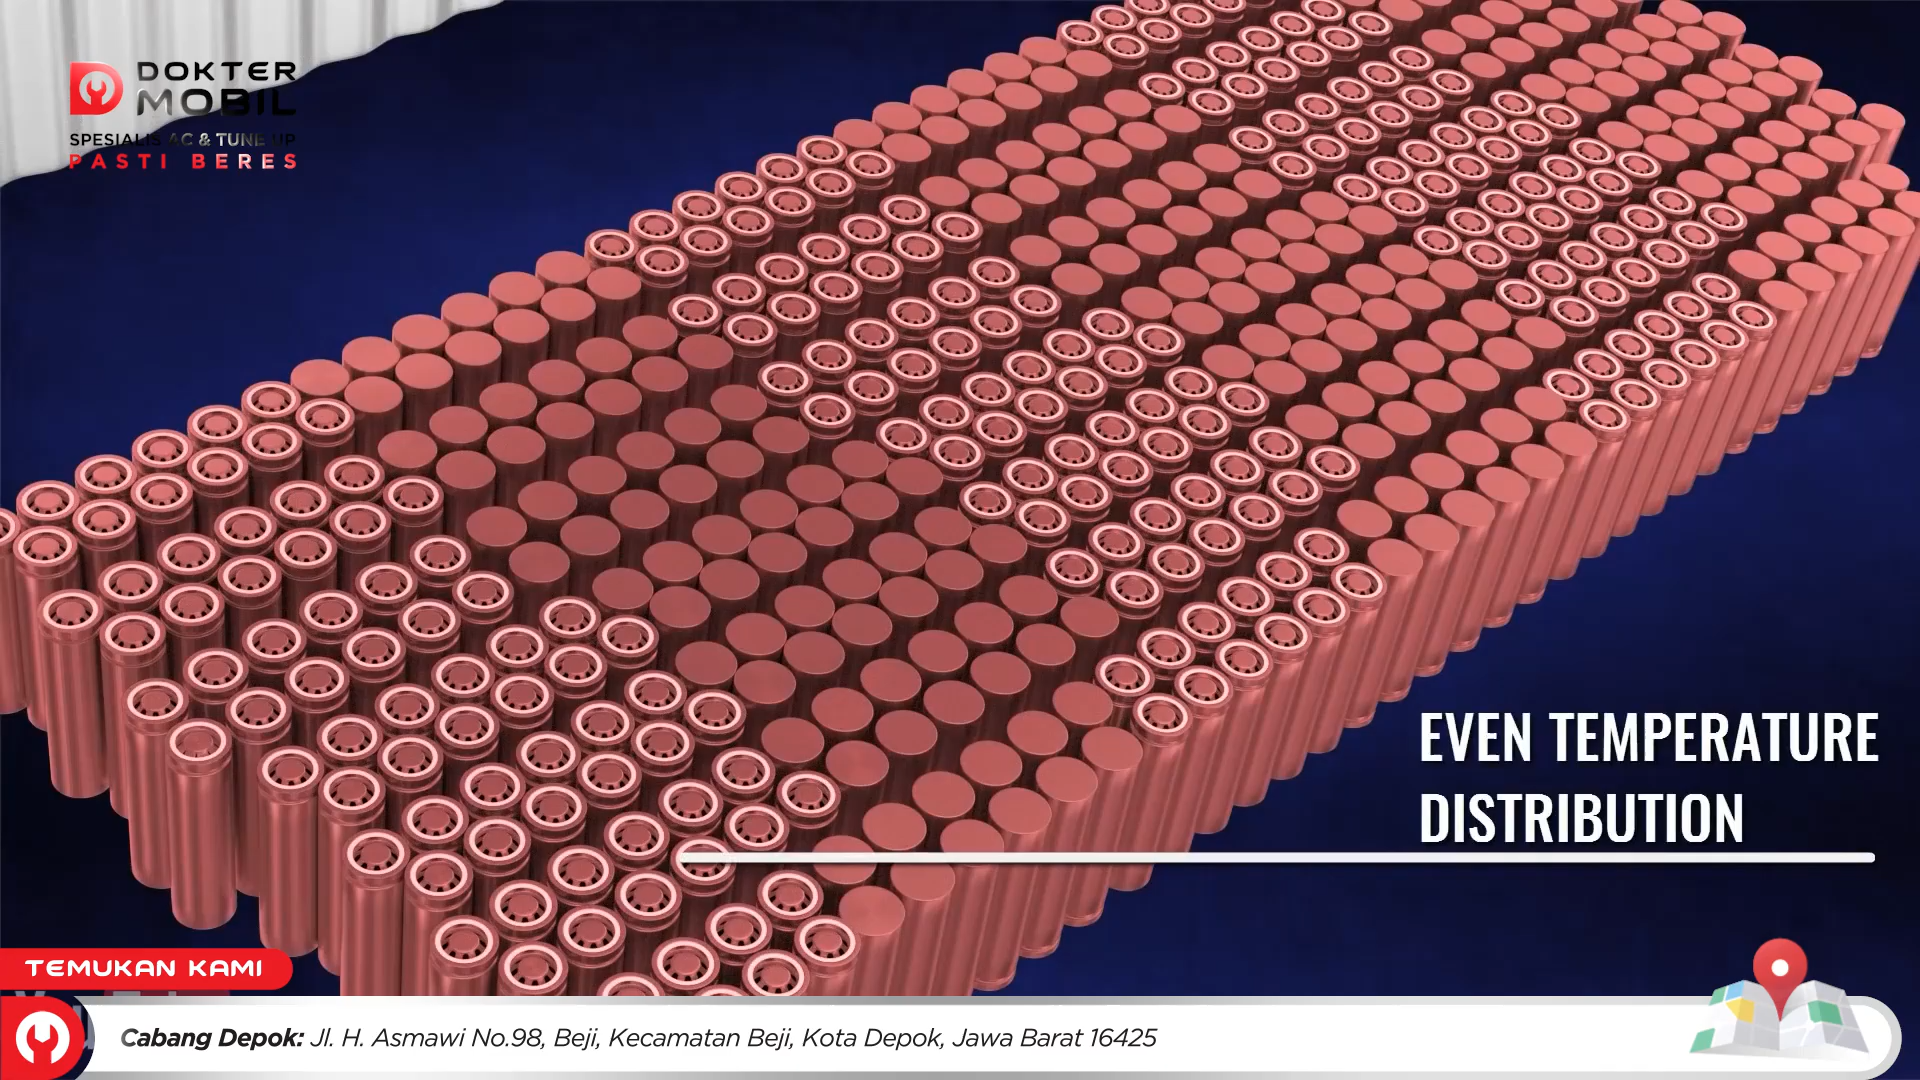 DOKTER
MOBIL
SPESIALIS AC & TUNE UP
PASTI BERES
EVEN TEMPERATURE
DISTRIBUTION
TEMUKAN KAMI
Cabang Depok: Jl. H. Asmawi No.98, Beji, Kecamatan Beji, Kota Depok, Jawa Barat 16425